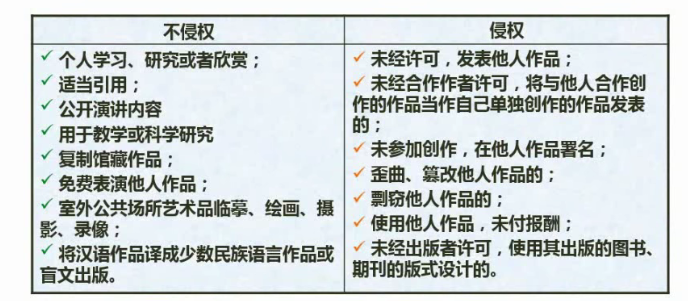 不侵权
✓ 个人学习、研究或者欣赏；
✓ 适当引用；
✓ 公开演讲内容
✓ 用于教学或科学研究
✓ 复制馆藏作品；
✓ 免费表演他人作品；
✓ 室外公共场所艺术品临摹、绘画、摄
影、录像；
✓ 将汉语作品译成少数民族语言作品或
盲文出版。
侵权
✓ 未经许可，发表他人作品；
✓ 未经合作作者许可，将与他人合作创
作的作品当作自己单独创作的作品发表
的；
✓ 未参加创作，在他人作品署名；
✓ 歪曲、篡改他人作品的；
✓ 剽窃他人作品的；
✓ 使用他人作品，未付报酬；
✓ 未经出版者许可，使用其出版的图书、
期刊的版式设计的。